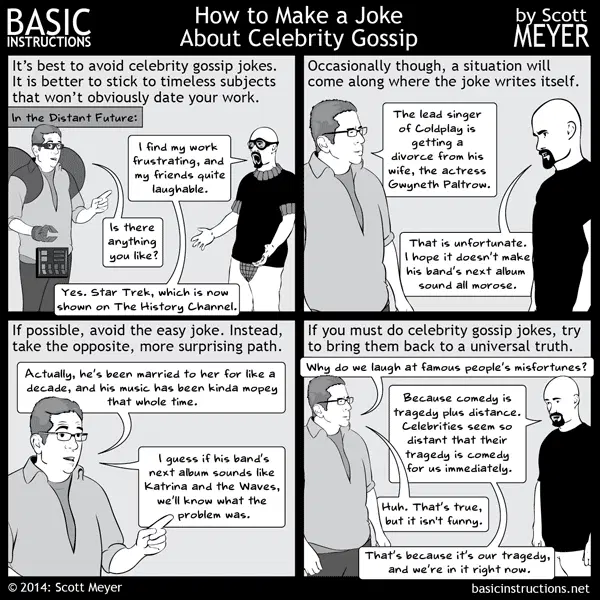 BASIC
INSTRUCTIONS
How to Make a Joke
About Celebrity Gossip
by Scott
MEYER
It's best to avoid celebrity gossip jokes.
It is better to stick to timeless subjects
that won't obviously date your work.
In the Distant Future:
I find my work
frustrating, and
my friends quite
laughable.
Is there
anything
you like?
Yes. Star Trek, which is now
shown on The History Channel.
Occasionally though, a situation will
come along where the joke writes itself.
The lead singer
of Coldplay is
getting a
divorce from his
wife, the actress
Gwyneth Paltrow.
That is unfortunate.
I hope it doesn't make
his band's next album
sound all morose.
If possible, avoid the easy joke. Instead,
take the opposite, more surprising path.
Actually, he's been married to her for like a
decade, and his music has been kinda mopey
that whole time.
I guess if his band's
next album sounds like
Katrina and the Waves,
we'll know what the
problem was.
If you must do celebrity gossip jokes, try
to bring them back to a universal truth.
Why do we laugh at famous people's misfortunes?
Because comedy is
tragedy plus distance.
Celebrities seem so
distant that their
tragedy is comedy
for us immediately.
Huh. That's true,
but it isn't funny.
That's because it's our tragedy,
and we're in it right now.
© 2014: Scott Meyer
basicinstructions.net